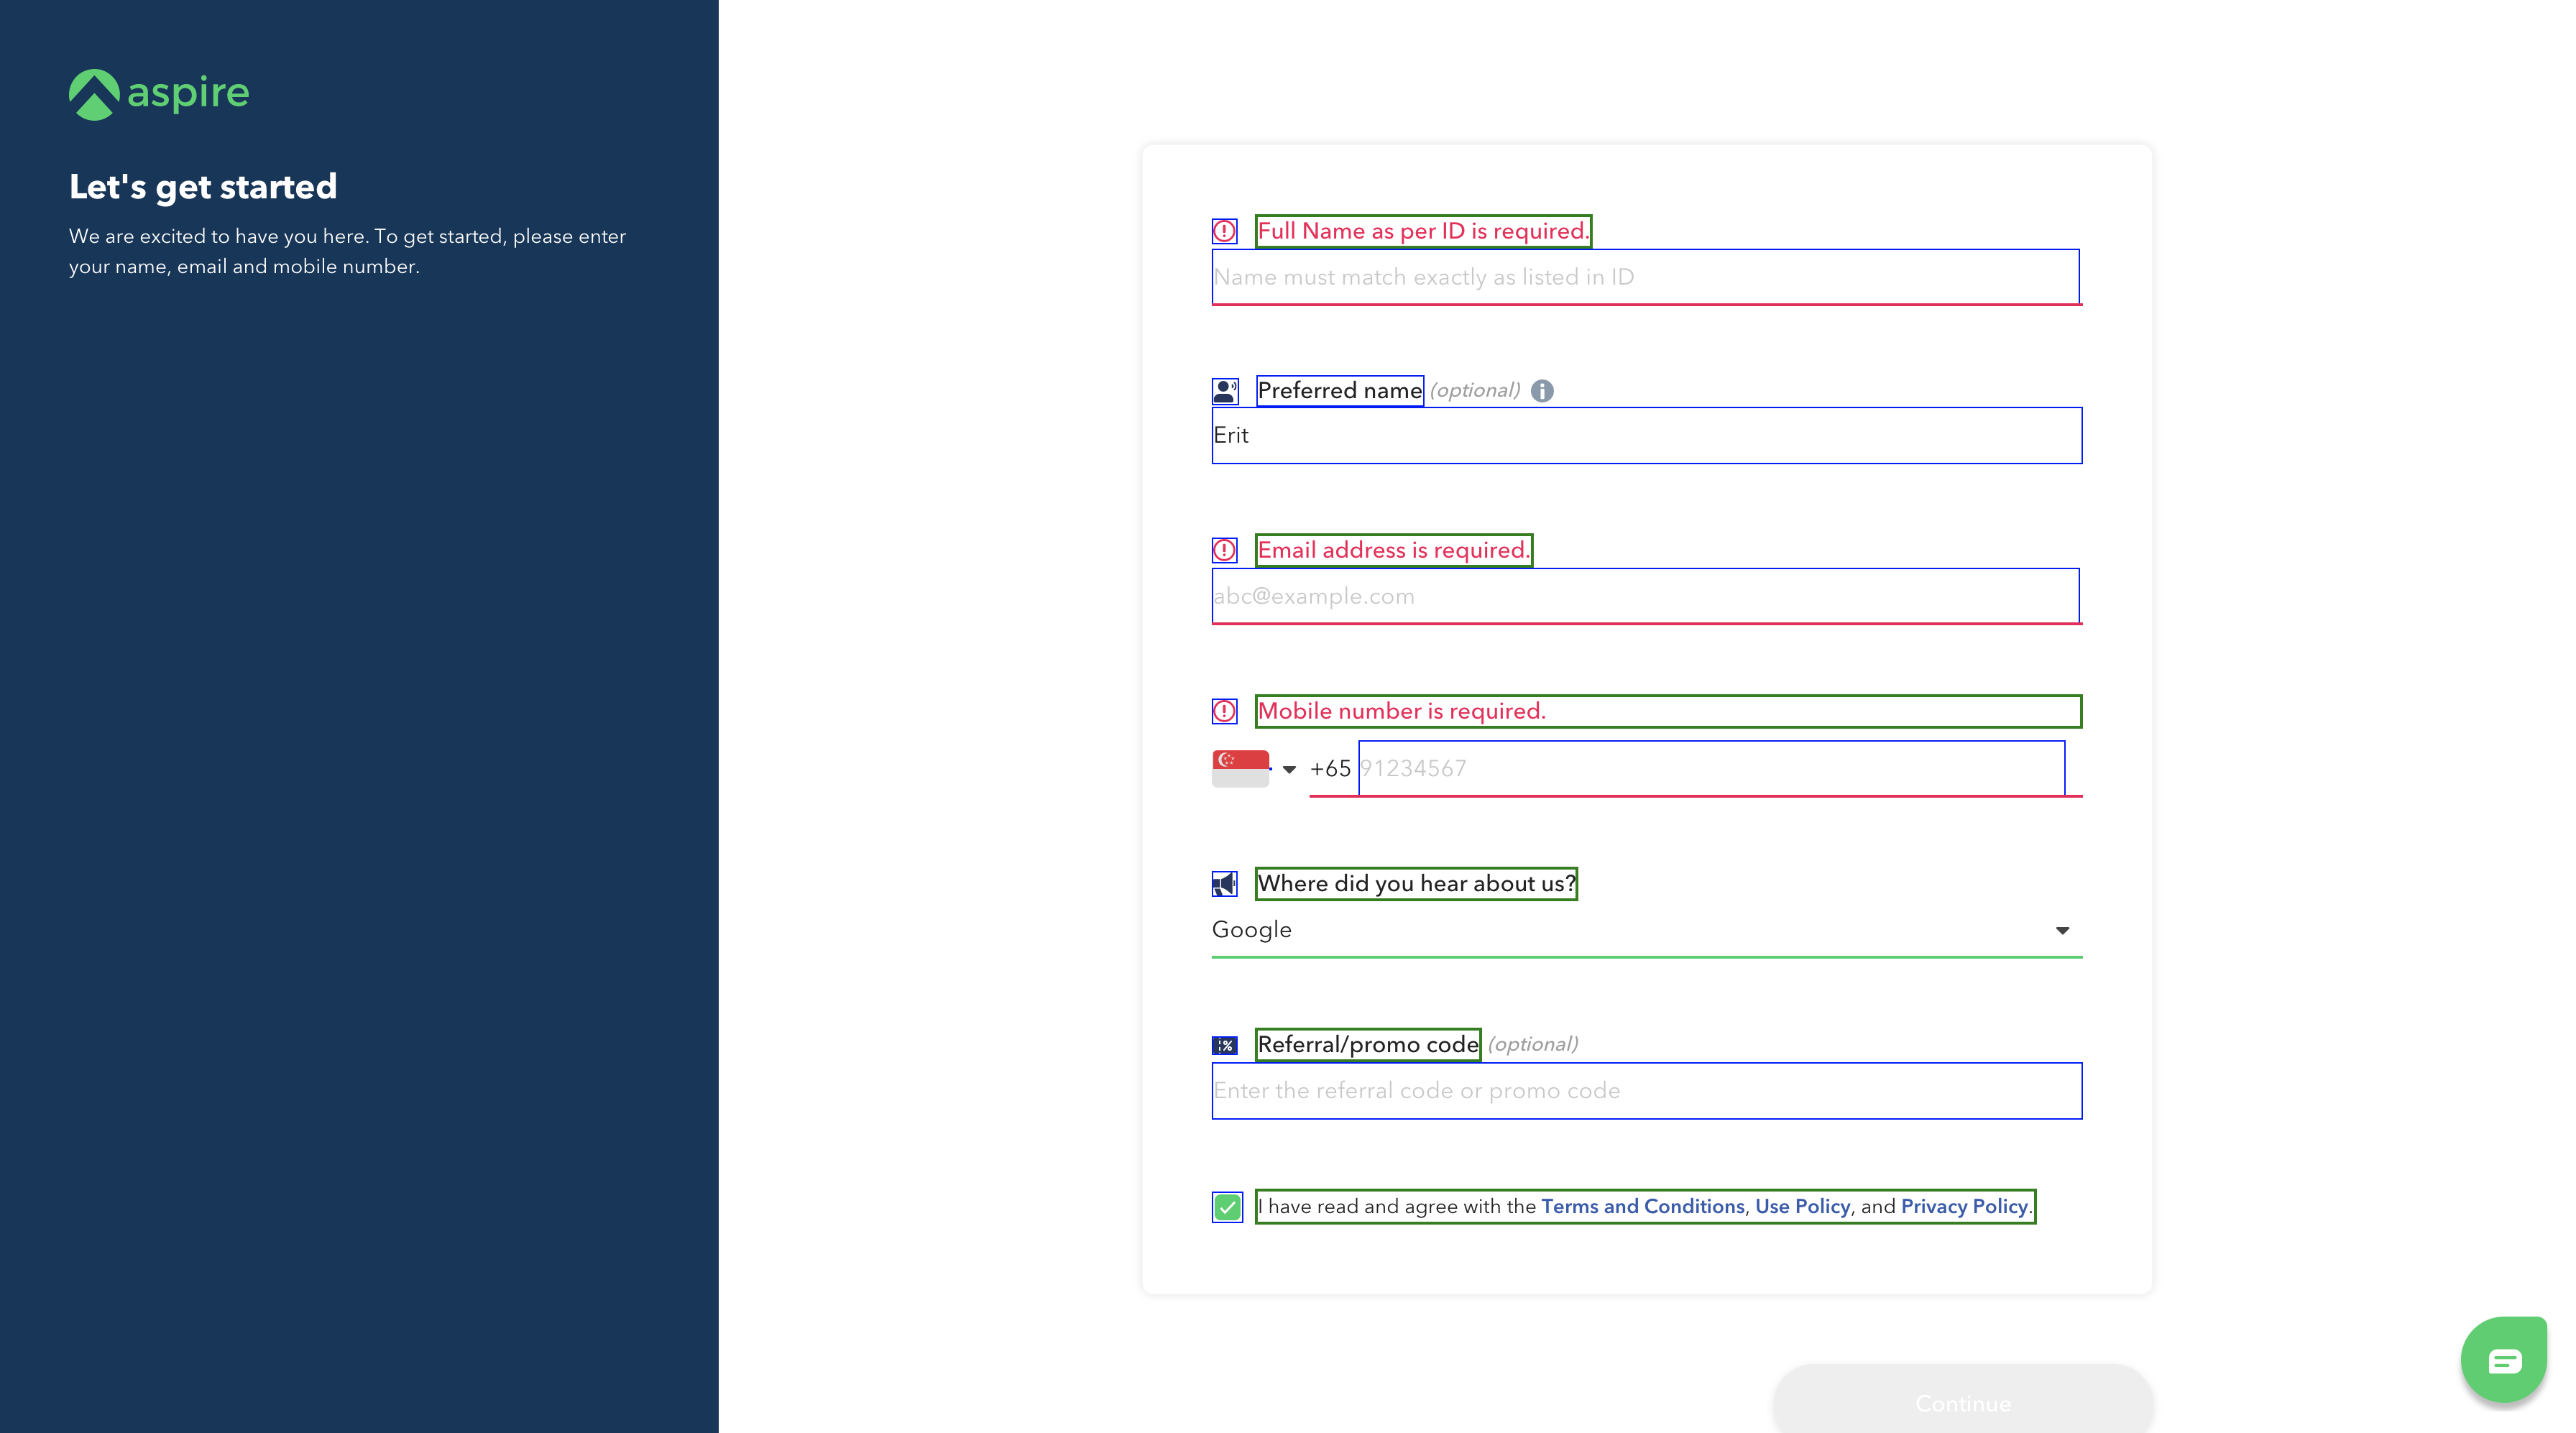 aspire
Let's get started
We are excited to have you here. To get started, please enter
your name, email and mobile number.
Full Name as per ID is required.
Name must match exactly as listed in ID
Preferred name (optional)
Erit
Email address is required.
abc@example.com
Mobile number is required.
+65 91234567
Where did you hear about us?
Google
Referral/promo code (optional)
Enter the referral code or promo code
I have read and agree with the Terms and Conditions, Use Policy, and Privacy Policy.
Continue